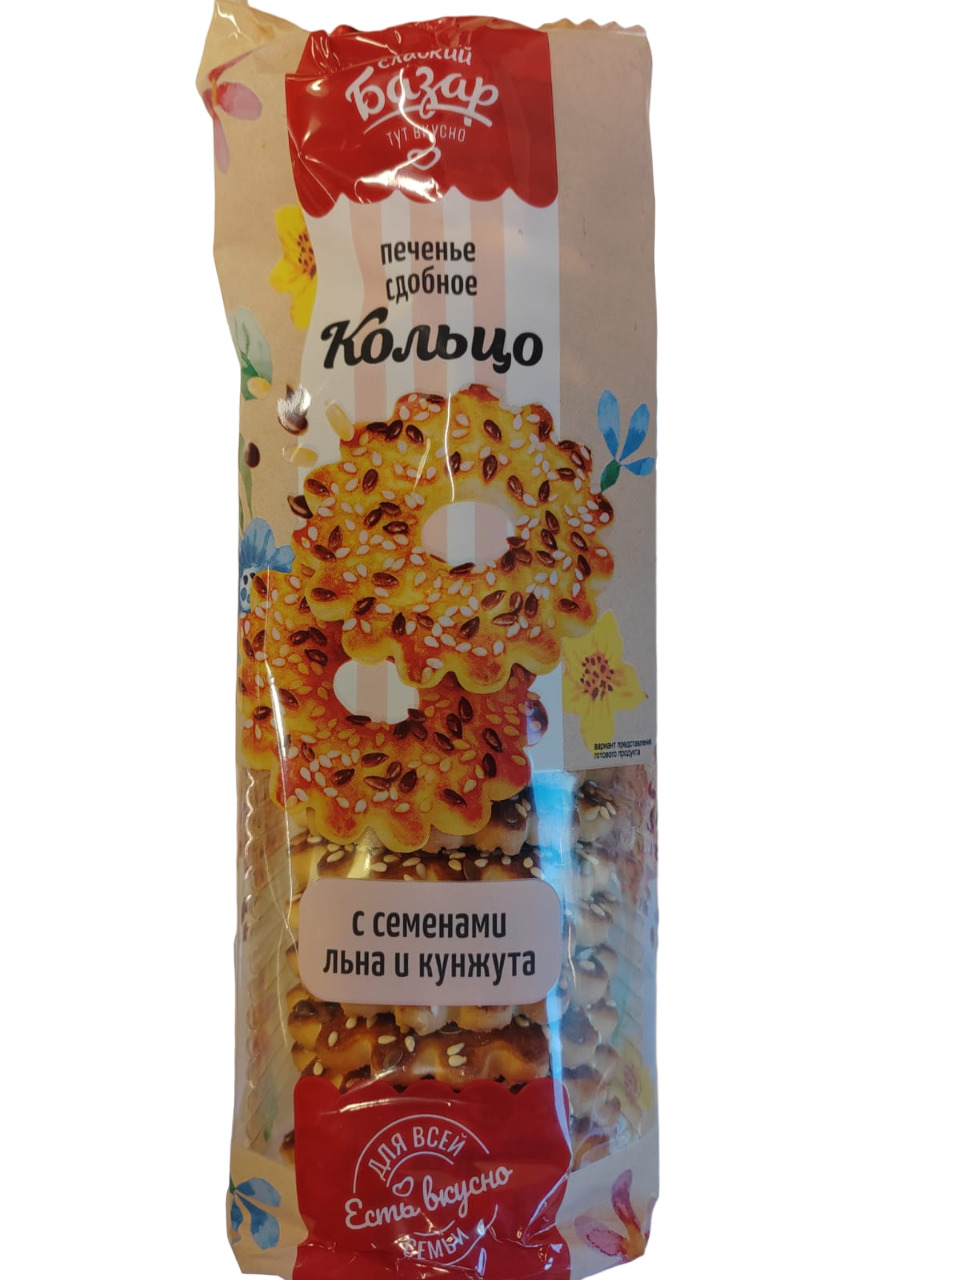 сладкий
Базар
ТУТ ВКУСНО
печенье
сдобное
Кольцо
вариант представления
готового продукта
с семенами
льна и кунжута
ДЛЯ ВСЕЙ
Есть вкусно
СЕМЬИ